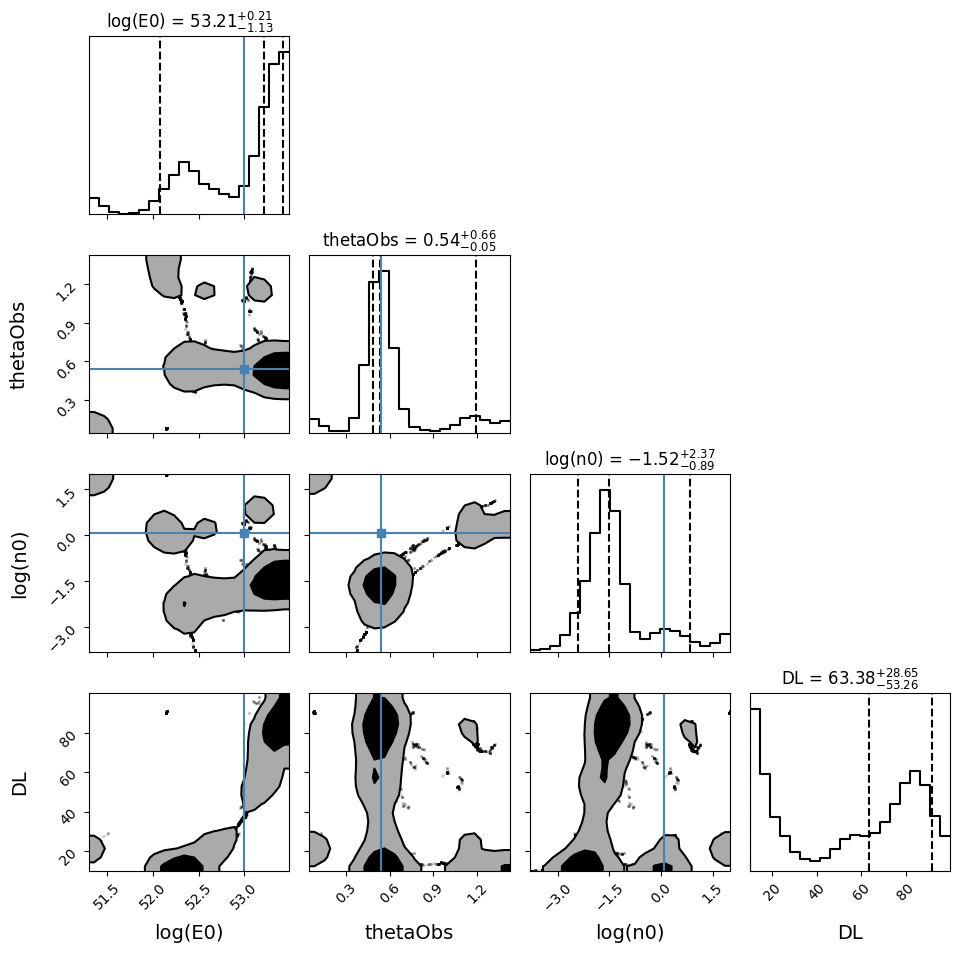 log(E0) = 53.21^{+0.21}_{-1.13}
thetaObs = 0.54^{+0.66}_{-0.05}
thetaObs
1.2
0.9
0.6
0.3
log(n0) = −1.52^{+2.37}_{-0.89}
log(n0)
1.5
0.0
−1.5
−3.0
DL = 63.38^{+28.65}_{-53.26}
DL
80
60
40
20
51.5 52.0 52.5 53.0
0.3 0.6 0.9 1.2
−3.0 −1.5 0.0 1.5
20 40 60 80
log(E0) thetaObs log(n0) DL